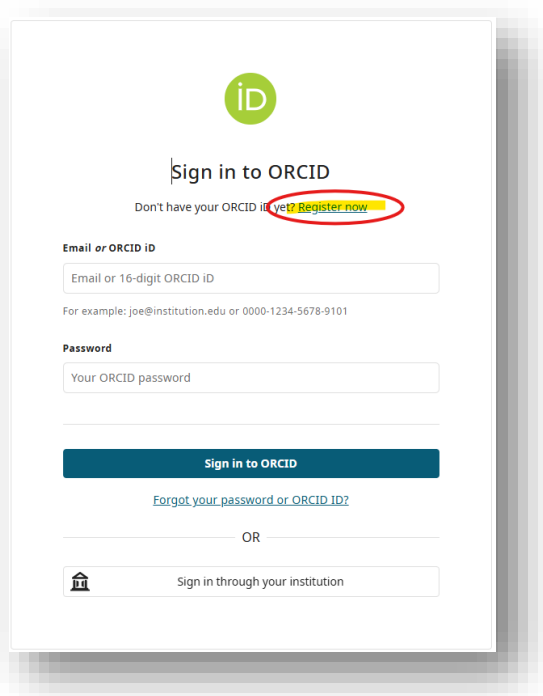 iD
Sign in to ORCID
Don't have your ORCID iD yet? Register now
Email or ORCID iD
Email or 16-digit ORCID iD
For example: joe@institution.edu or 0000-1234-5678-9101
Password
Your ORCID password
Sign in to ORCID
Forgot your password or ORCID ID?
OR
Sign in through your institution